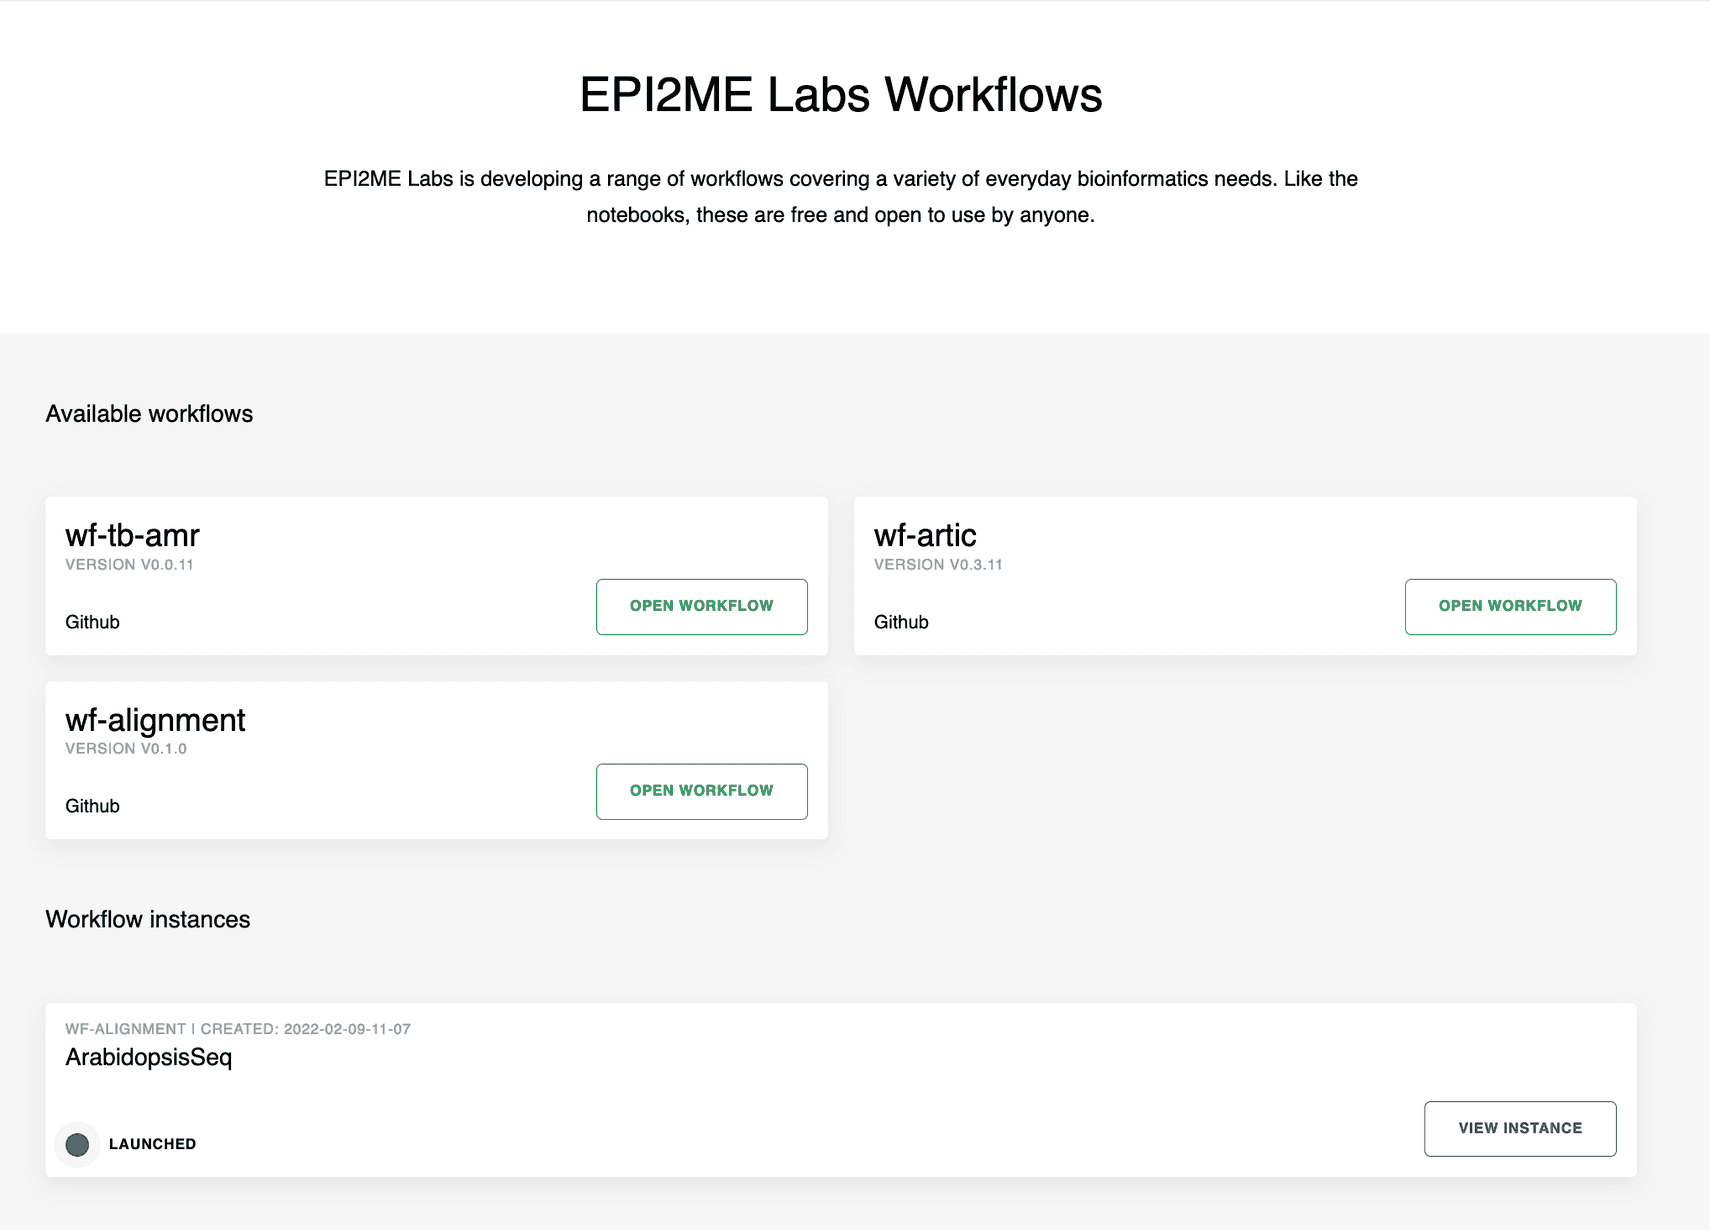 EPI2ME Labs Workflows
EPI2ME Labs is developing a range of workflows covering a variety of everyday bioinformatics needs. Like the
notebooks, these are free and open to use by anyone.
Available workflows
wf-tb-amr
VERSION V0.0.11
Github
OPEN WORKFLOW
wf-artic
VERSION V0.3.11
Github
OPEN WORKFLOW
wf-alignment
VERSION V0.1.0
Github
OPEN WORKFLOW
Workflow instances
WF-ALIGNMENT | CREATED: 2022-02-09-11-07
ArabidopsisSeq
LAUNCHED
VIEW INSTANCE